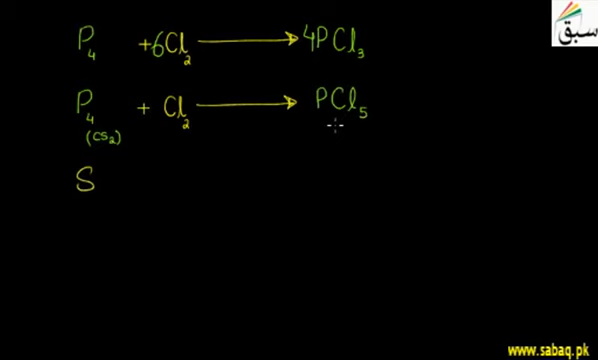 سبق
P₄ + 6Cl₂ → 4PCl₃
P₄ + Cl₂ → PCl₅
(CS₂)
S
www.sabaq.pk